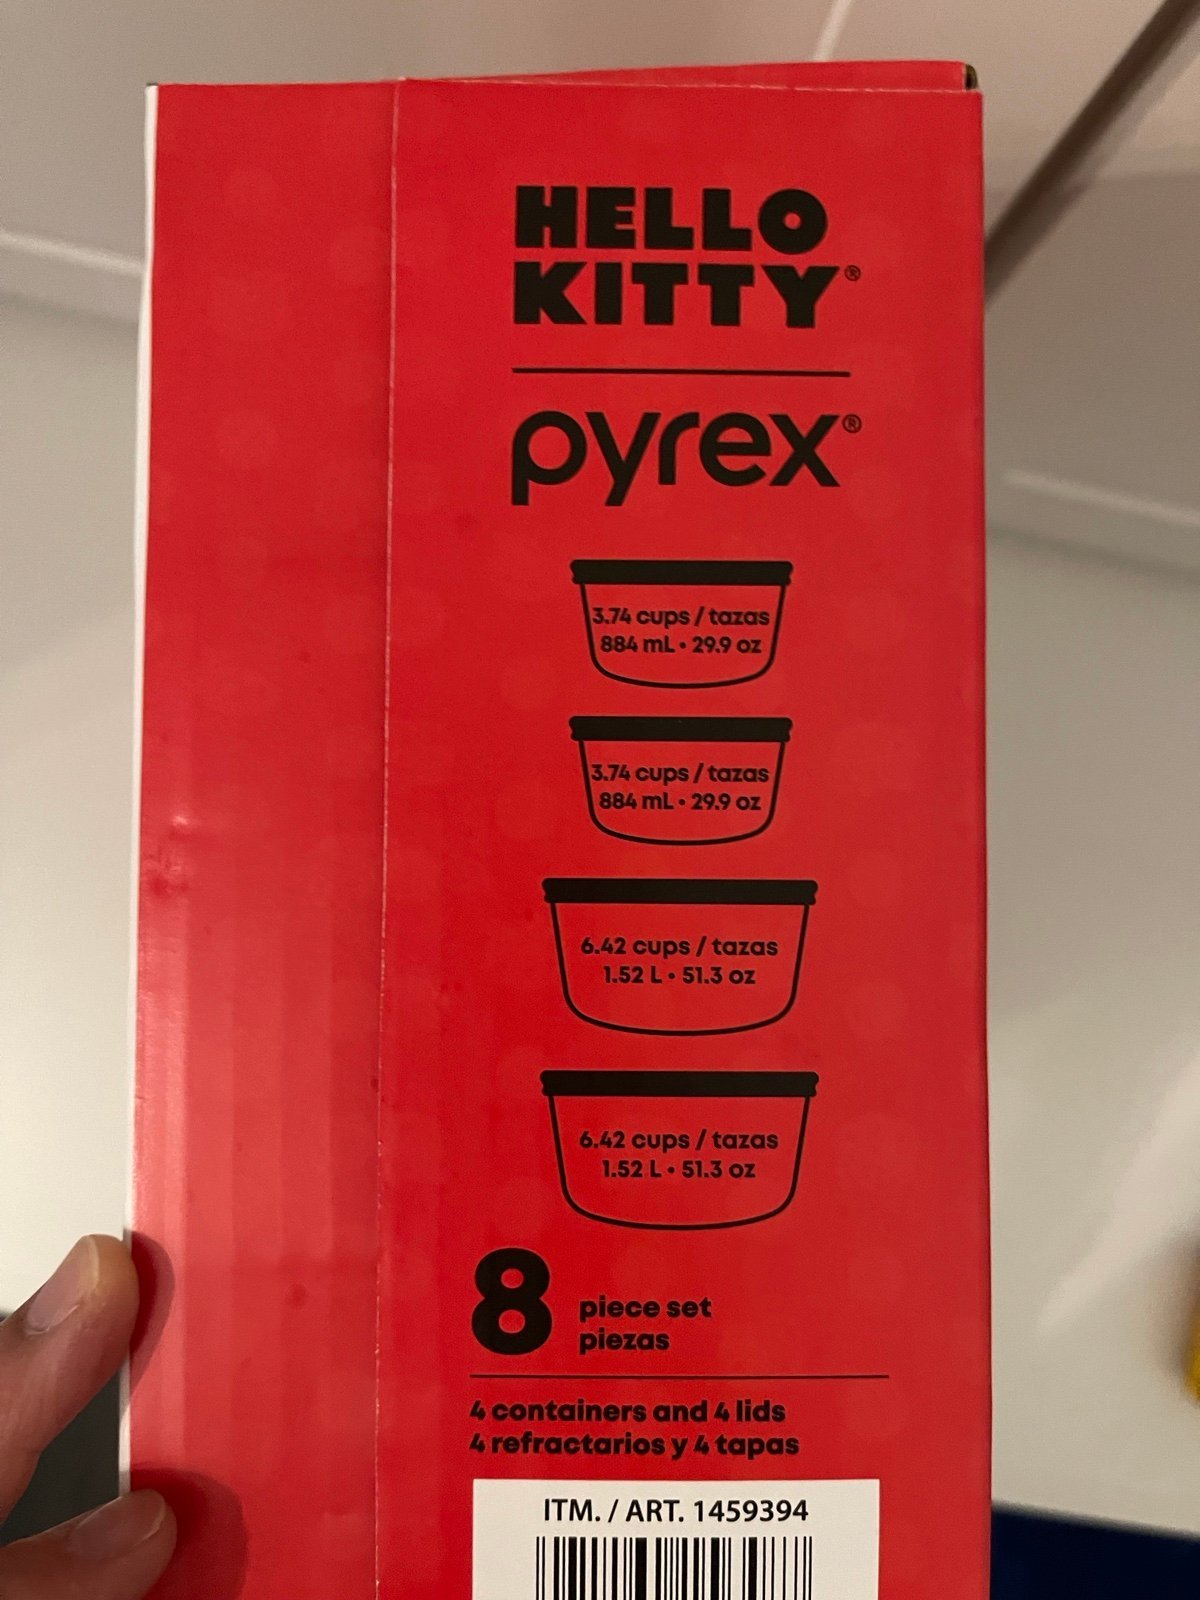 HELLO
KITTY®
pyrex®
3.74 cups / tazas
884 mL • 29.9 oz
3.74 cups / tazas
884 mL • 29.9 oz
6.42 cups / tazas
1.52 L • 51.3 oz
6.42 cups / tazas
1.52 L • 51.3 oz
8 piece set
piezas
4 containers and 4 lids
4 refractarios y 4 tapas
ITM. / ART. 1459394